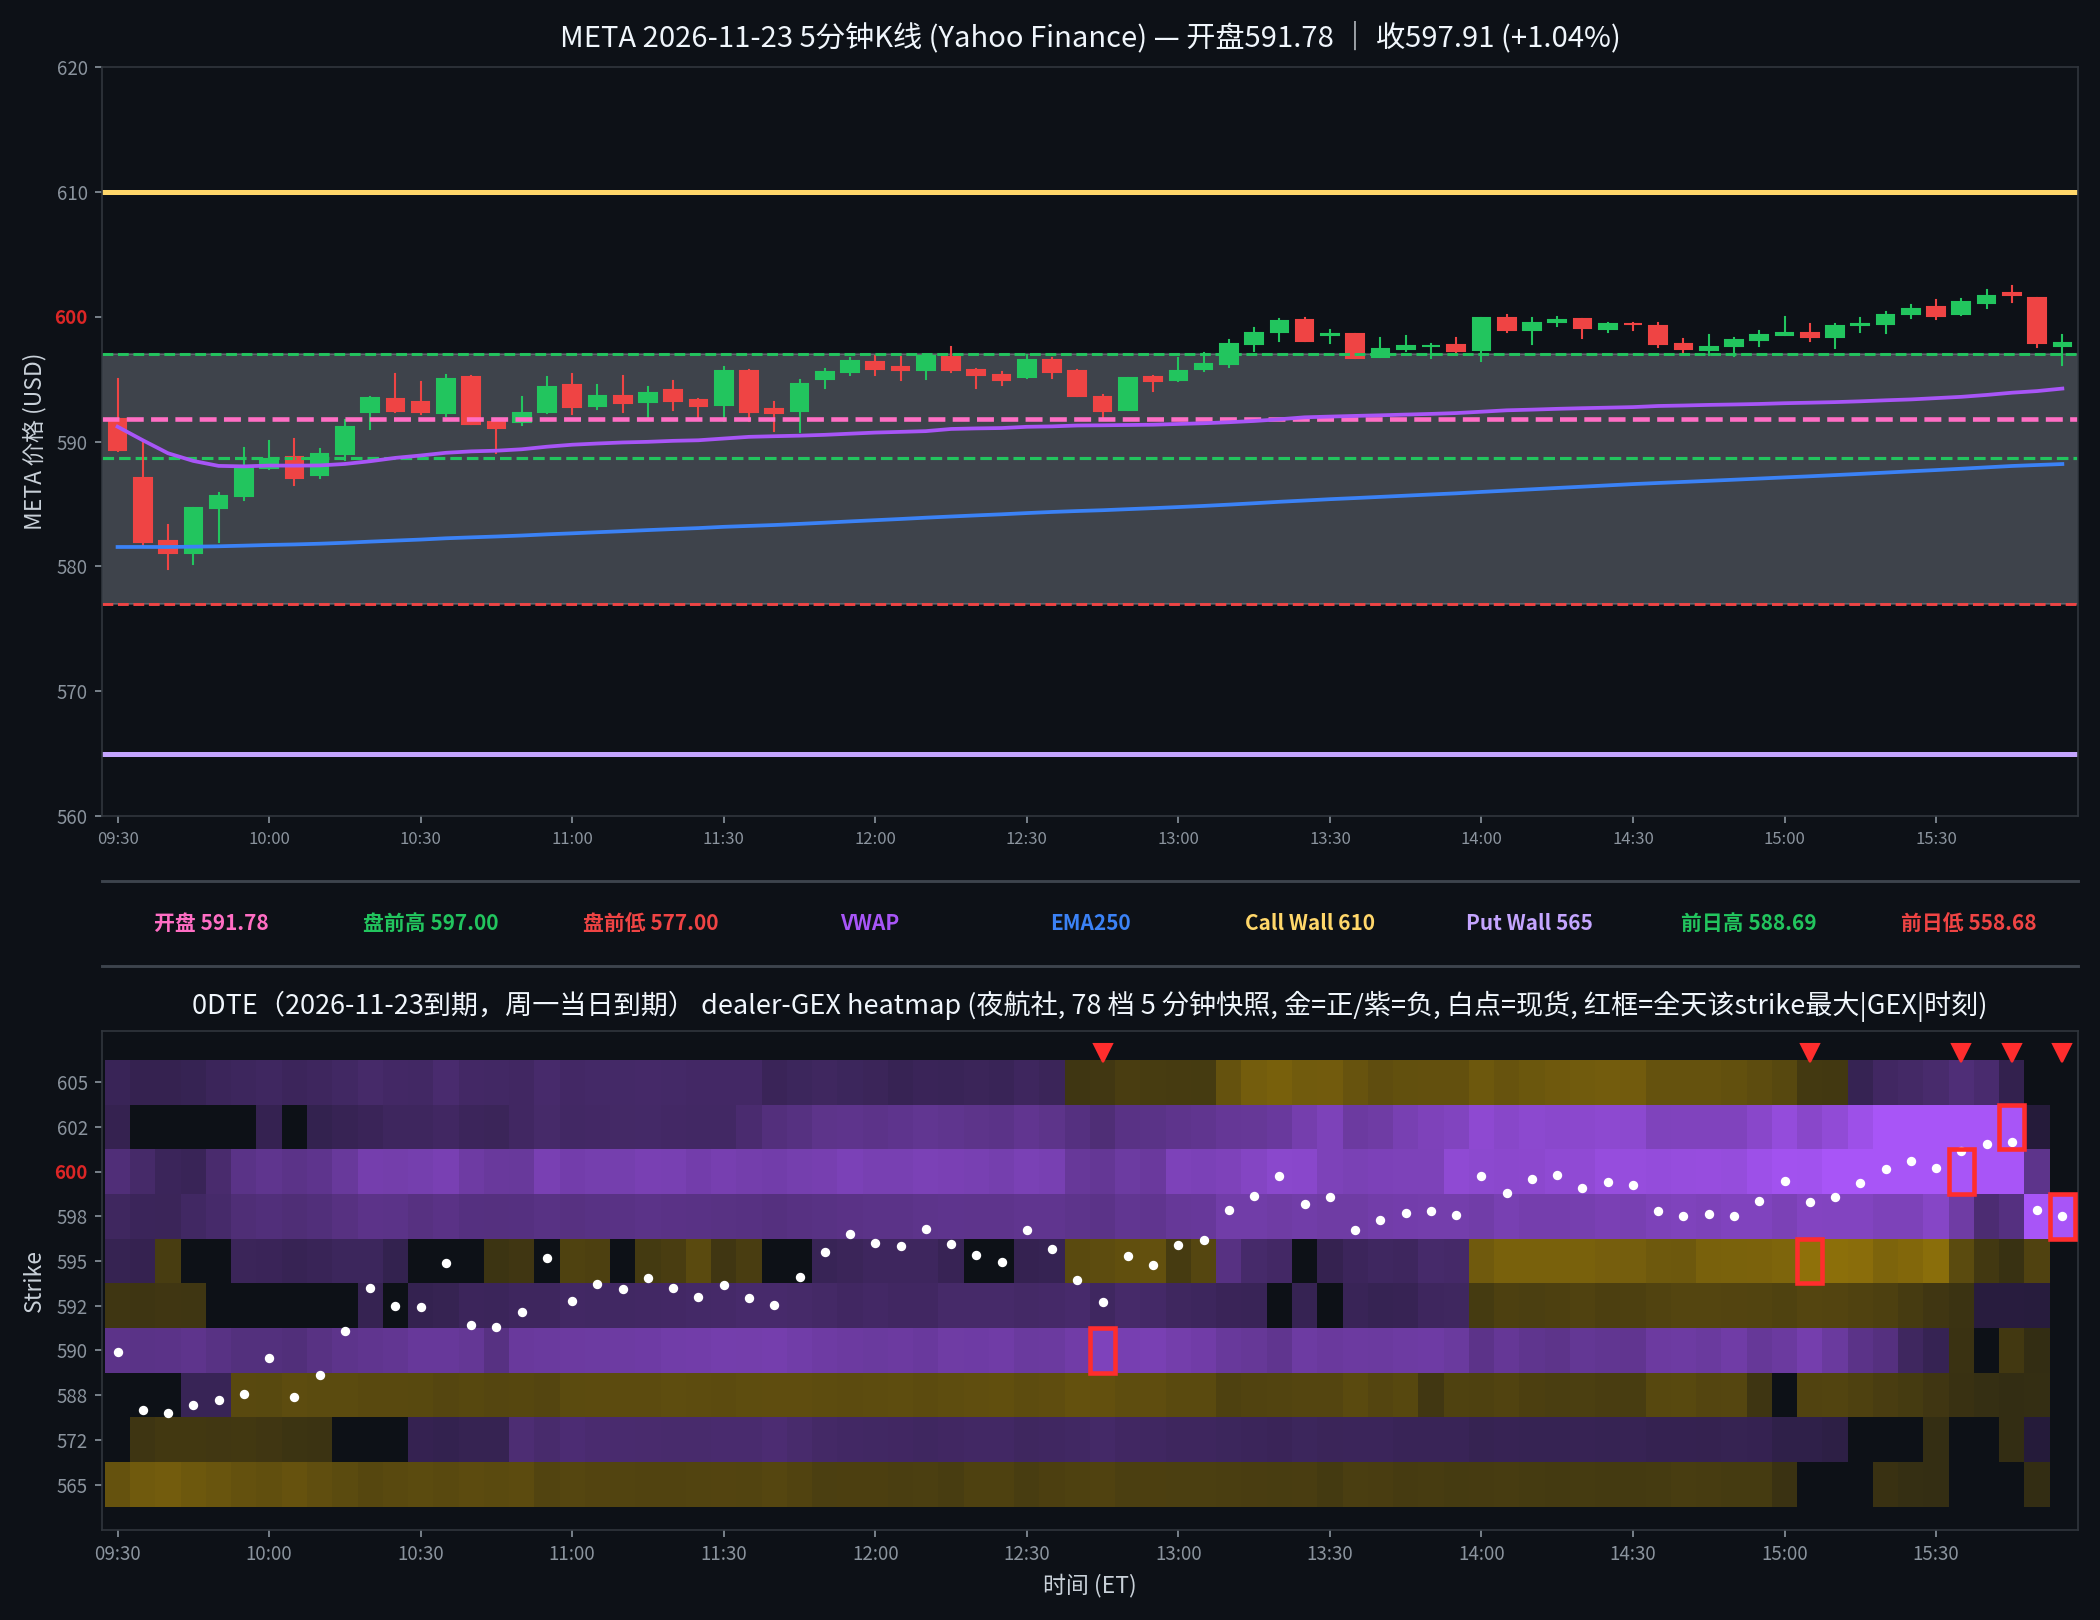 META 2026-11-23 5分钟K线 (Yahoo Finance) — 开盘591.78 │ 收597.91 (+1.04%)
META 价格 (USD)
620
610
600
590
580
570
560
09:30 10:00 10:30 11:00 11:30 12:00 12:30 13:00 13:30 14:00 14:30 15:00 15:30
开盘 591.78 盘前高 597.00 盘前低 577.00 VWAP EMA250 Call Wall 610 Put Wall 565 前日高 588.69 前日低 558.68
0DTE（2026-11-23到期，周一当日到期） dealer-GEX heatmap (夜航社, 78 档 5 分钟快照, 金=正/紫=负, 白点=现货, 红框=全天该strike最大|GEX|时刻)
Strike
605
602
600
598
595
592
590
588
572
565
09:30 10:00 10:30 11:00 11:30 12:00 12:30 13:00 13:30 14:00 14:30 15:00 15:30
时间 (ET)